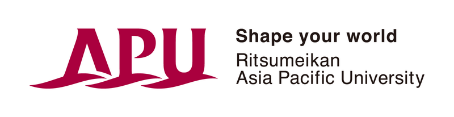 APU
Shape your world
Ritsumeikan
Asia Pacific University